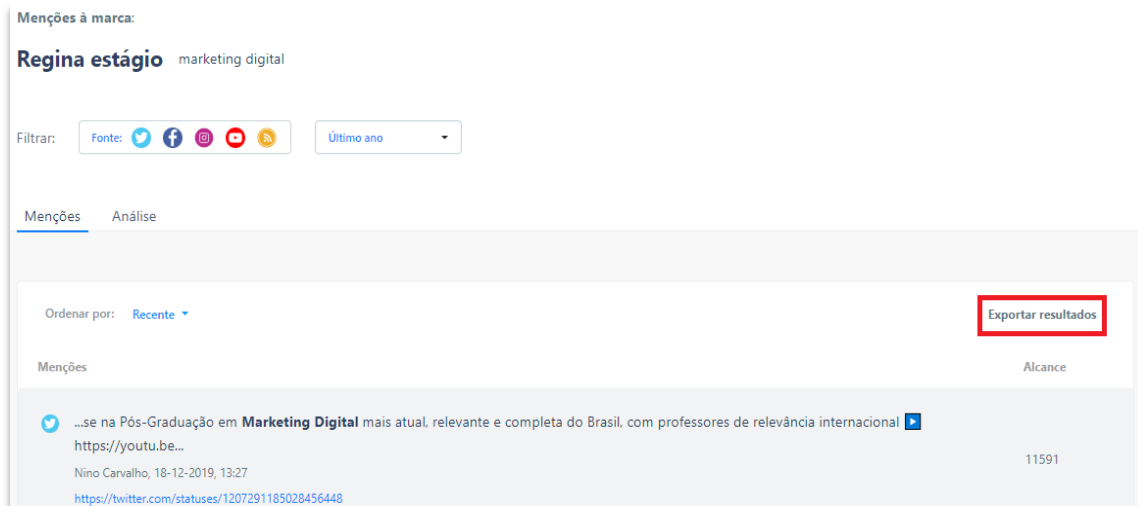 Menções à marca:
Regina estágio marketing digital
Filtrar: Fonte: Último ano
Menções Análise
Ordenar por: Recente Exportar resultados
Menções Alcance
...se na Pós-Graduação em Marketing Digital mais atual, relevante e completa do Brasil, com professores de relevância internacional ▶️
https://youtu.be...
11591
Nino Carvalho, 18-12-2019, 13:27
https://twitter.com/statuses/1207291185028456448